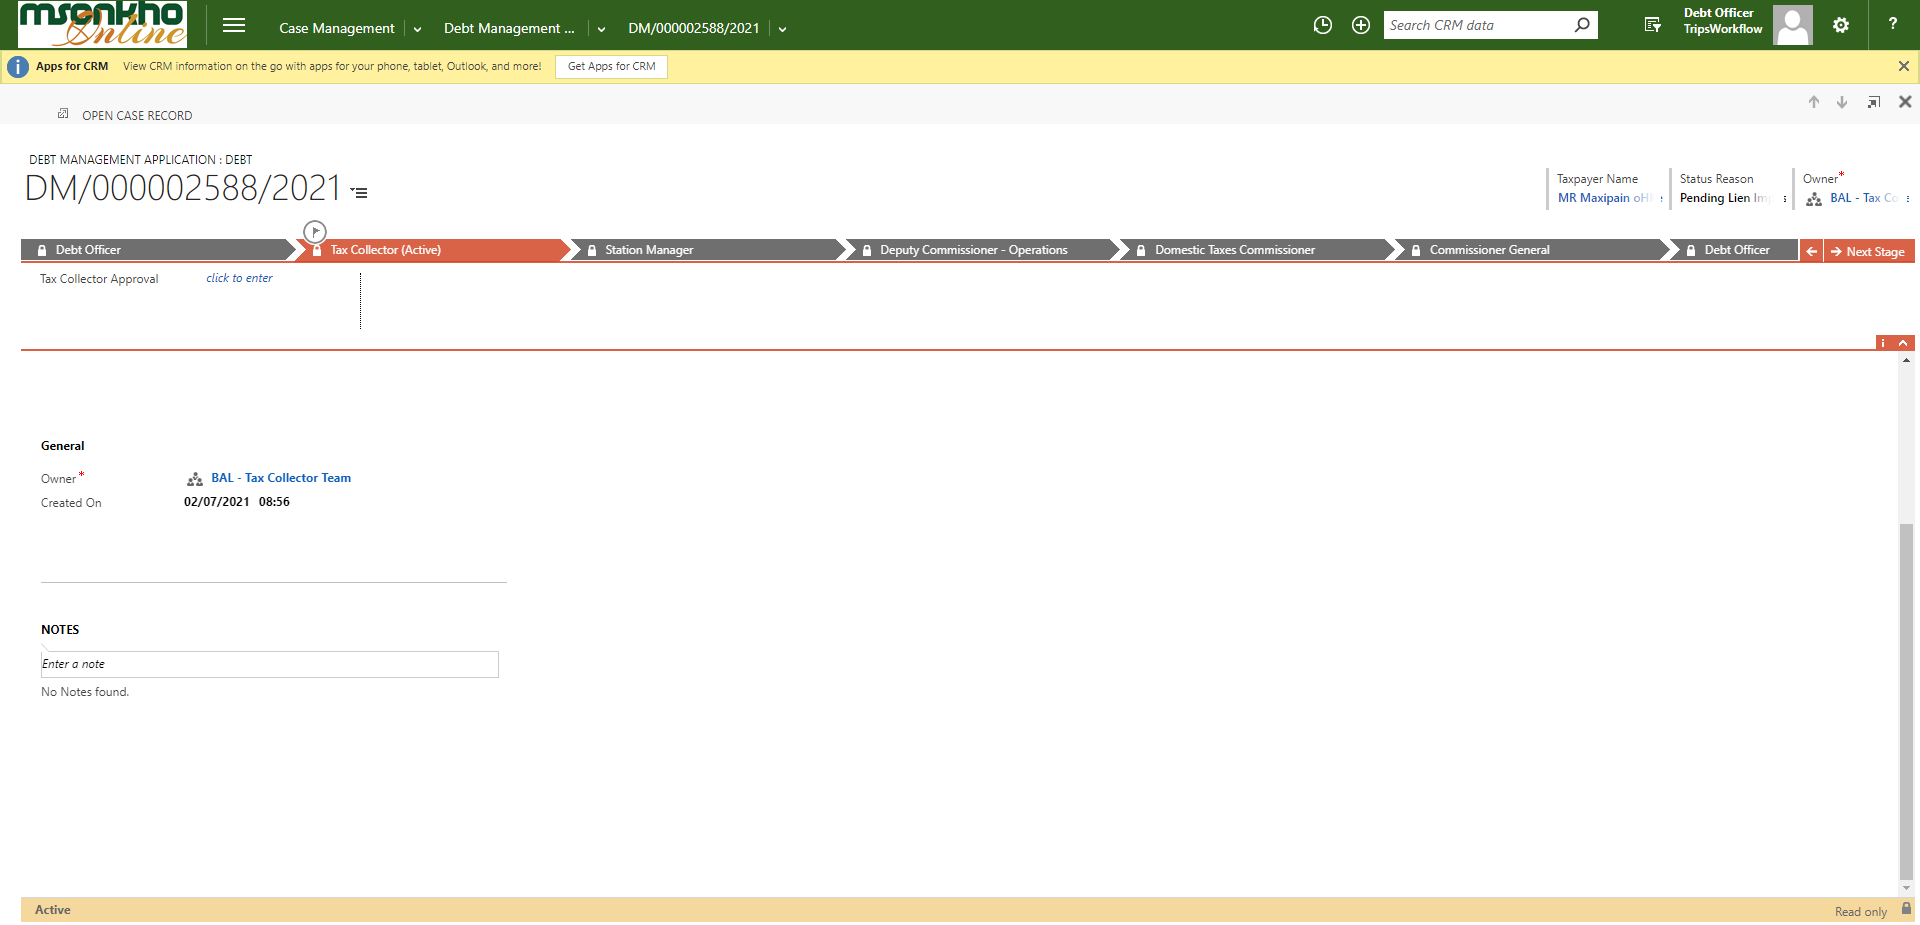 msonkho
Online
Case Management
Debt Management ...
DM/000002588/2021
Search CRM data
Debt Officer
TripsWorkflow
?
i
Apps for CRM View CRM information on the go with apps for your phone, tablet, Outlook, and more! Get Apps for CRM
OPEN CASE RECORD
DEBT MANAGEMENT APPLICATION : DEBT
DM/000002588/2021
Taxpayer Name
MR Maxipain
Status Reason
Pending Lien
Owner*
BAL - Tax Co
Debt Officer
Tax Collector (Active)
Station Manager
Deputy Commissioner - Operations
Domestic Taxes Commissioner
Commissioner General
Debt Officer
Next Stage
Tax Collector Approval click to enter
i
General
Owner* BAL - Tax Collector Team
Created On 02/07/2021 08:56
NOTES
Enter a note
No Notes found.
Active
Read only